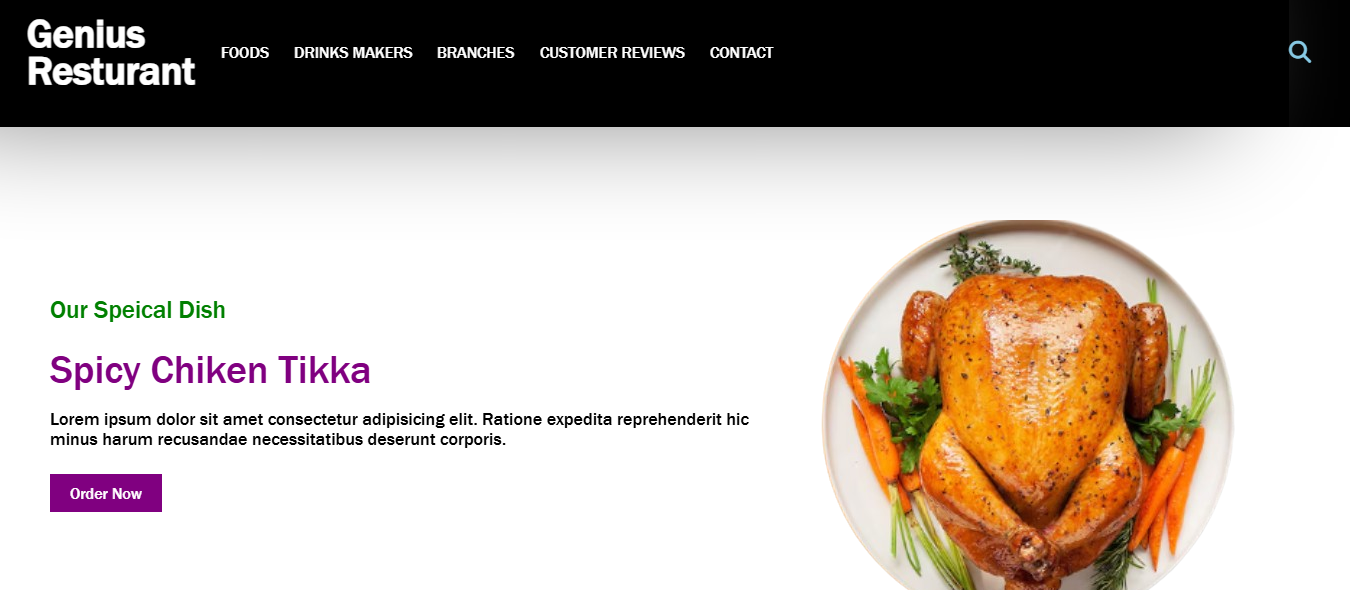 Genius
Resturant
FOODS DRINKS MAKERS BRANCHES CUSTOMER REVIEWS CONTACT
Our Speical Dish
Spicy Chiken Tikka
Lorem ipsum dolor sit amet consectetur adipisicing elit. Ratione expedita reprehenderit hic
minus harum recusandae necessitatibus deserunt corporis.
Order Now